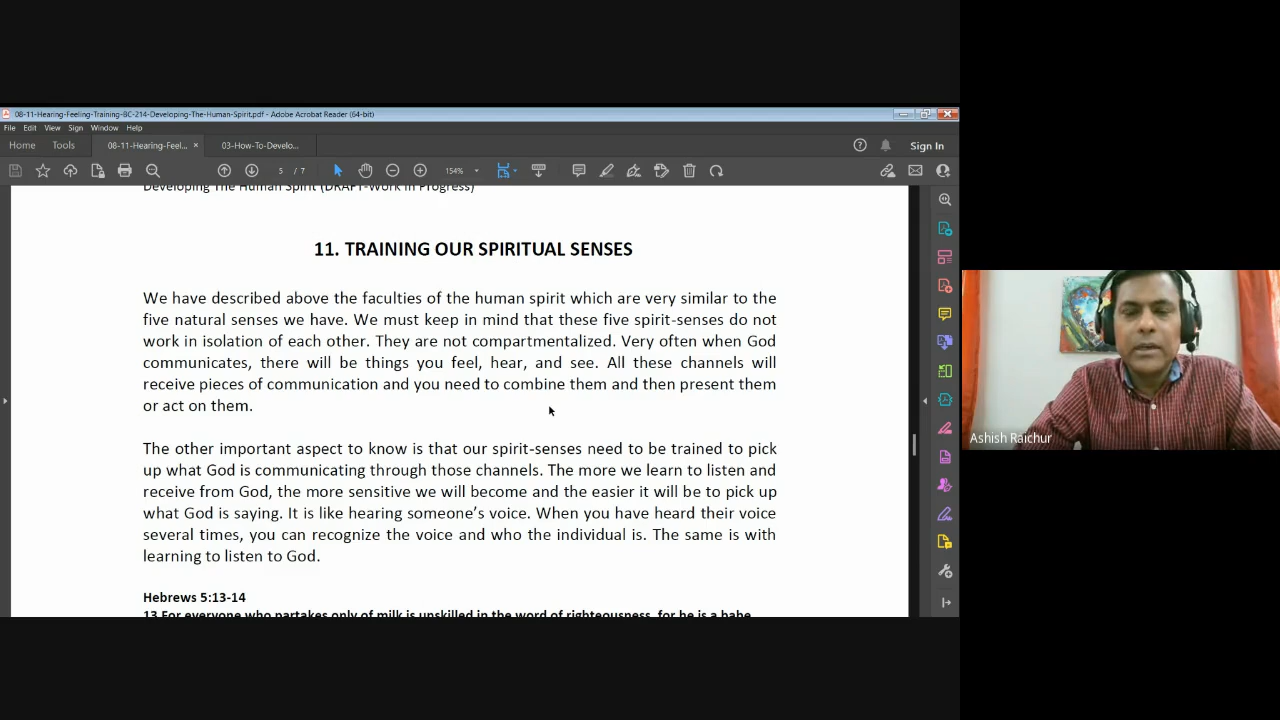 08-11-Hearing-Feeling-Training-BC-214-Developing-The-Human-Spirit.pdf - Adobe Acrobat Reader (64-bit)
File Edit View Sign Window Help
Home Tools 08-11-Hearing-Feel... × 03-How-To-Develo... Sign In
5 / 7 154%
Developing The Human Spirit (DRAFT-Work in Progress)
11. TRAINING OUR SPIRITUAL SENSES
We have described above the faculties of the human spirit which are very similar to the
five natural senses we have. We must keep in mind that these five spirit-senses do not
work in isolation of each other. They are not compartmentalized. Very often when God
communicates, there will be things you feel, hear, and see. All these channels will
receive pieces of communication and you need to combine them and then present them
or act on them.
The other important aspect to know is that our spirit-senses need to be trained to pick
up what God is communicating through those channels. The more we learn to listen and
receive from God, the more sensitive we will become and the easier it will be to pick up
what God is saying. It is like hearing someone's voice. When you have heard their voice
several times, you can recognize the voice and who the individual is. The same is with
learning to listen to God.
Hebrews 5:13-14
13 For everyone who partakes only of milk is unskilled in the word of righteousness, for he is a babe.
Ashish Raichur